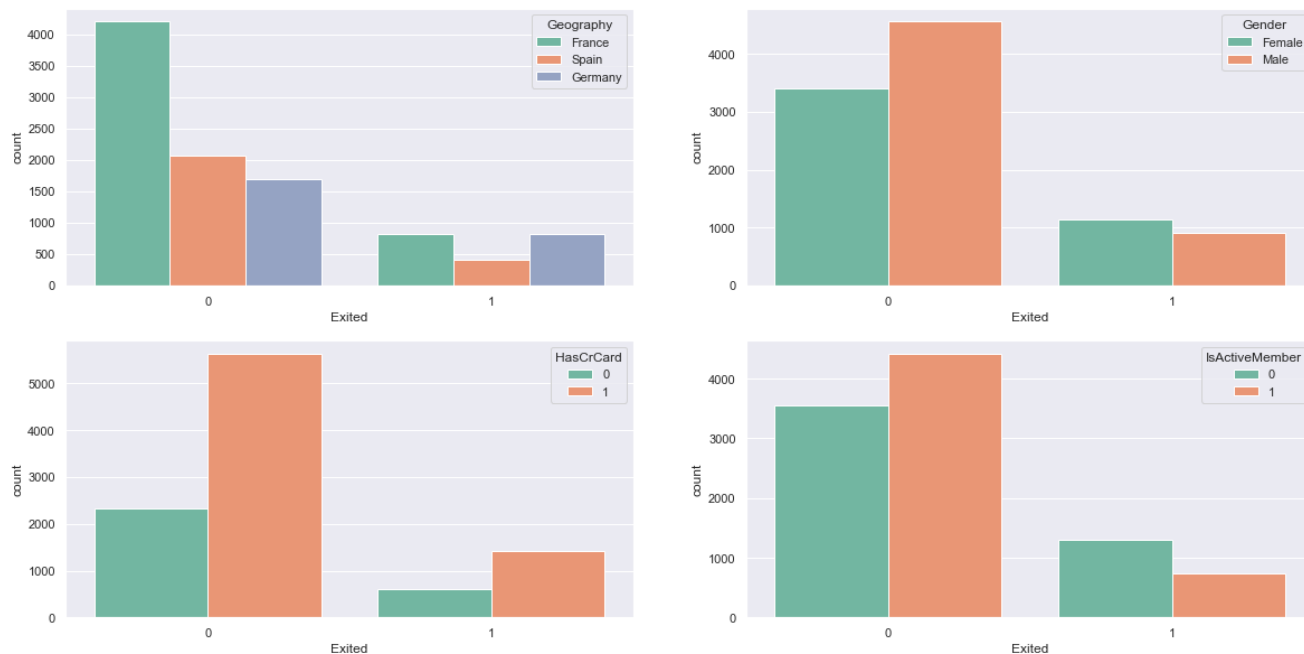 Geography
France
Spain
Germany
4000
3500
3000
2500
2000
1500
1000
500
0
count
0 1
Exited
Gender
Female
Male
4000
3000
2000
1000
0
count
0 1
Exited
HasCrCard
0
1
5000
4000
3000
2000
1000
0
count
0 1
Exited
IsActiveMember
0
1
4000
3000
2000
1000
0
count
0 1
Exited